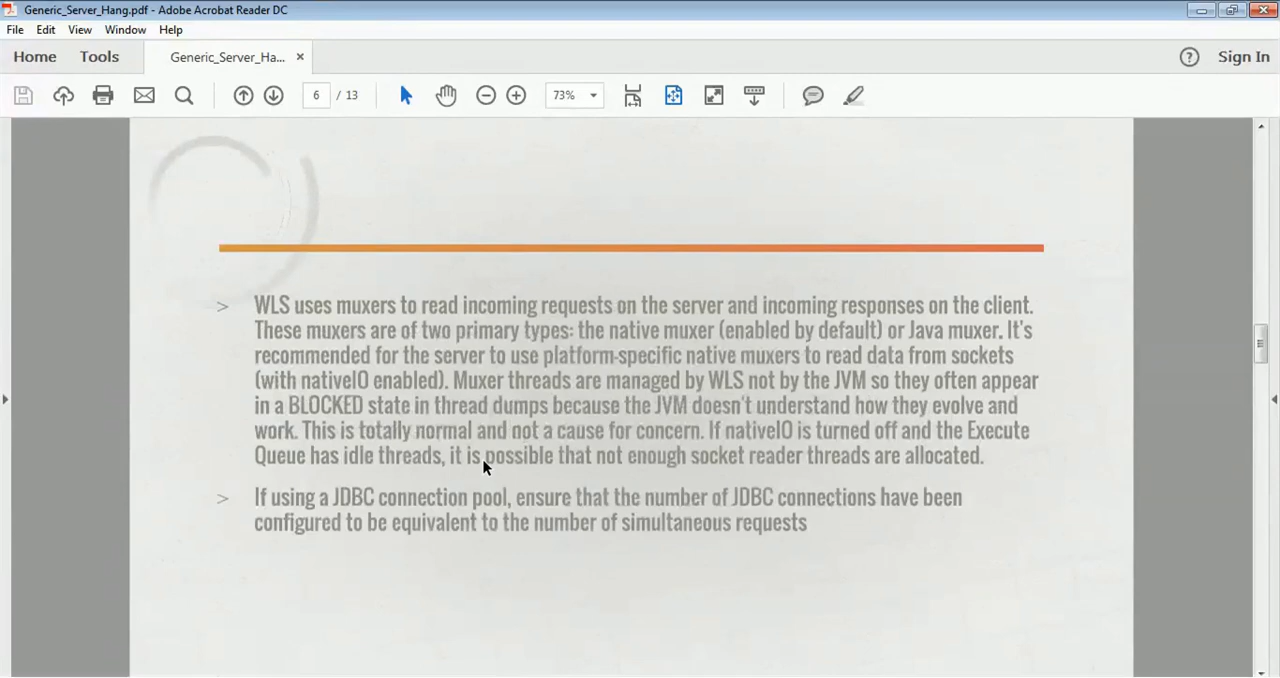 Generic_Server_Hang.pdf - Adobe Acrobat Reader DC
File Edit View Window Help
Home Tools Generic_Server_Ha... × ? Sign In
6 / 13 73%
> WLS uses muxers to read incoming requests on the server and incoming responses on the client.
These muxers are of two primary types: the native muxer (enabled by default) or Java muxer. It's
recommended for the server to use platform-specific native muxers to read data from sockets
(with nativeIO enabled). Muxer threads are managed by WLS not by the JVM so they often appear
in a BLOCKED state in thread dumps because the JVM doesn't understand how they evolve and
work. This is totally normal and not a cause for concern. If nativeIO is turned off and the Execute
Queue has idle threads, it is possible that not enough socket reader threads are allocated.
> If using a JDBC connection pool, ensure that the number of JDBC connections have been
configured to be equivalent to the number of simultaneous requests